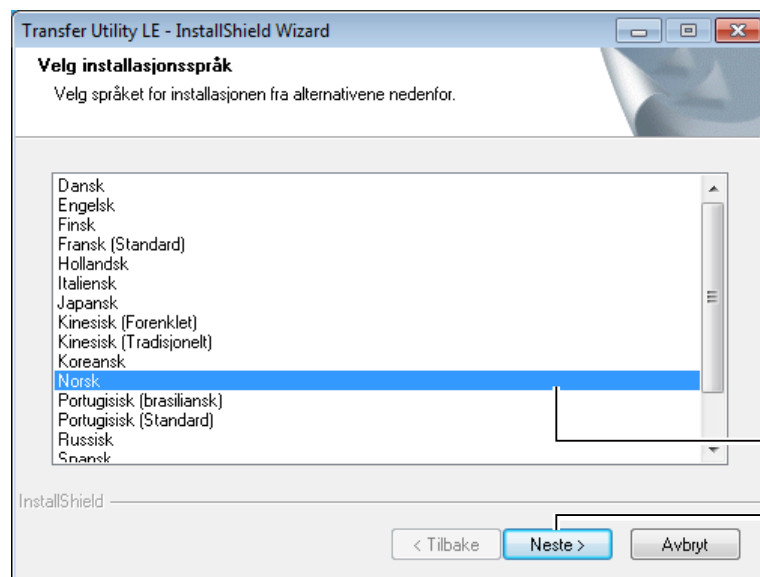 Transfer Utility LE - InstallShield Wizard
Velg installasjonsspråk
Velg språket for installasjonen fra alternativene nedenfor.
Dansk
Engelsk
Finsk
Fransk (Standard)
Hollandsk
Italiensk
Japansk
Kinesisk (Forenklet)
Kinesisk (Tradisjonelt)
Koreansk
Norsk
Portugisisk (brasiliansk)
Portugisisk (Standard)
Russisk
Spansk
InstallShield
< Tilbake
Neste >
Avbryt